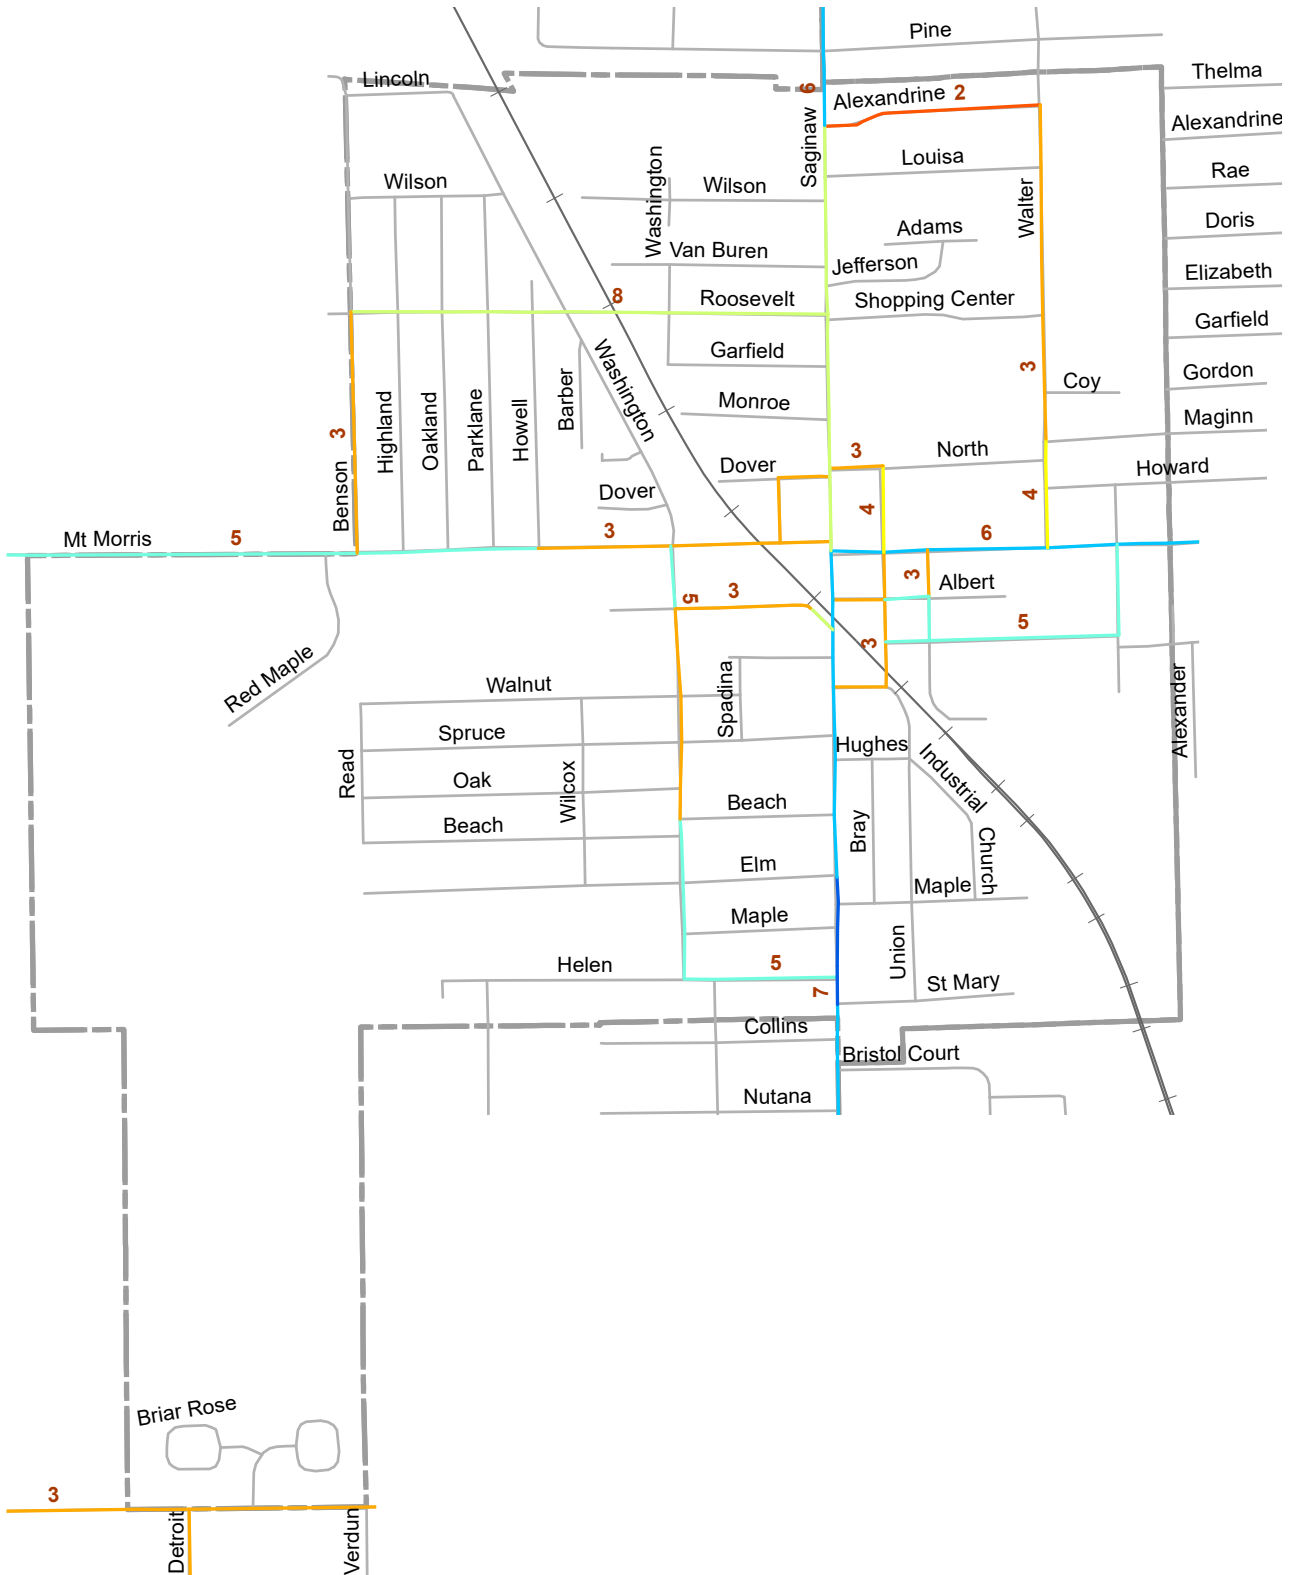 Pine
Thelma
Lincoln
6
Alexandrine
2
Alexandrine
Saginaw
Louisa
Rae
Wilson
Washington
Wilson
Walter
Adams
Doris
Van Buren
Jefferson
Elizabeth
8
Roosevelt
Shopping Center
Garfield
Washington
Garfield
3
Coy
Gordon
Highland
Oakland
Parklane
Howell
Barber
Monroe
Maginn
3
3
North
Howard
Dover
Benson
Dover
4
4
Mt Morris
5
3
6
3
Albert
5
3
3
5
Red Maple
Walnut
Spadina
Alexander
Spruce
Hughes
Read
Oak
Wilcox
Industrial
Beach
Beach
Bray
Church
Elm
Maple
Maple
Union
Helen
5
7
St Mary
Collins
Bristol Court
Nutana
Briar Rose
3
Detroit
Verdun